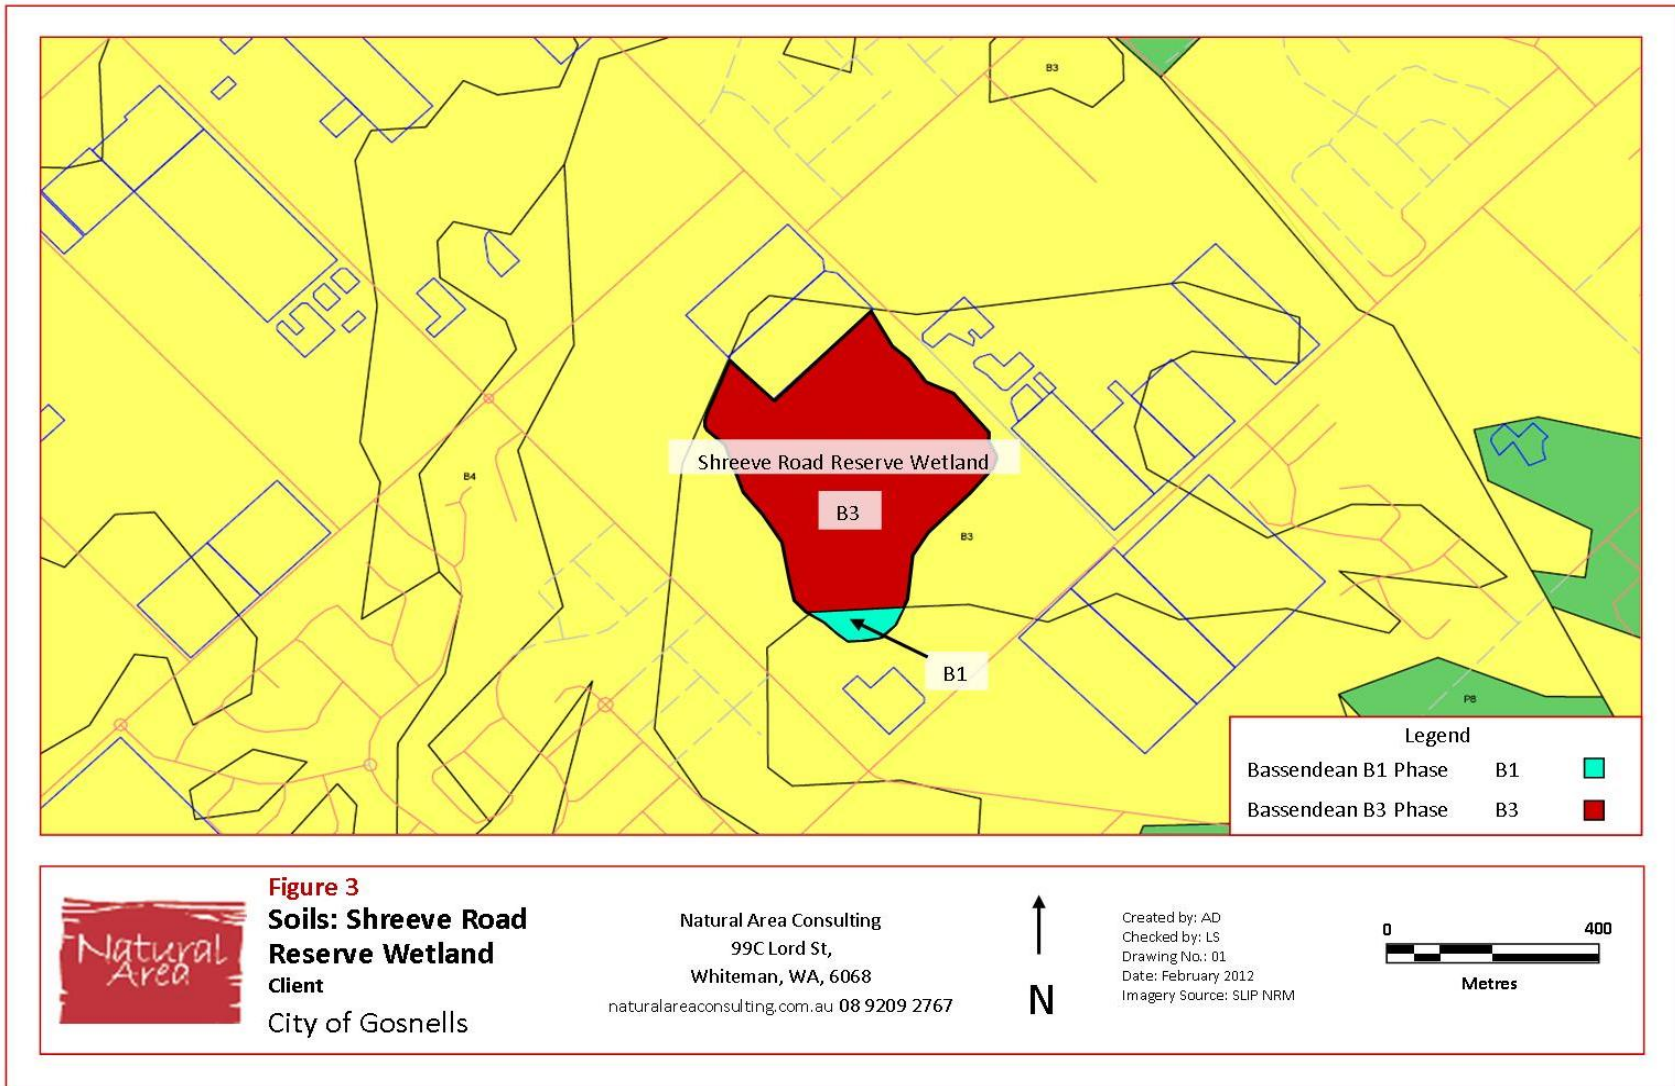 B3
B4
Shreeve Road Reserve Wetland
B3
B3
B1
P8
Legend
Bassendean B1 Phase B1
Bassendean B3 Phase B3
Natural
Area
Figure 3
Soils: Shreeve Road
Reserve Wetland
Client
City of Gosnells
Natural Area Consulting
99C Lord St,
Whiteman, WA, 6068
naturalareaconsulting.com.au 08 9209 2767
N
Created by: AD
Checked by: LS
Drawing No.: 01
Date: February 2012
Imagery Source: SLIP NRM
0 400
Metres